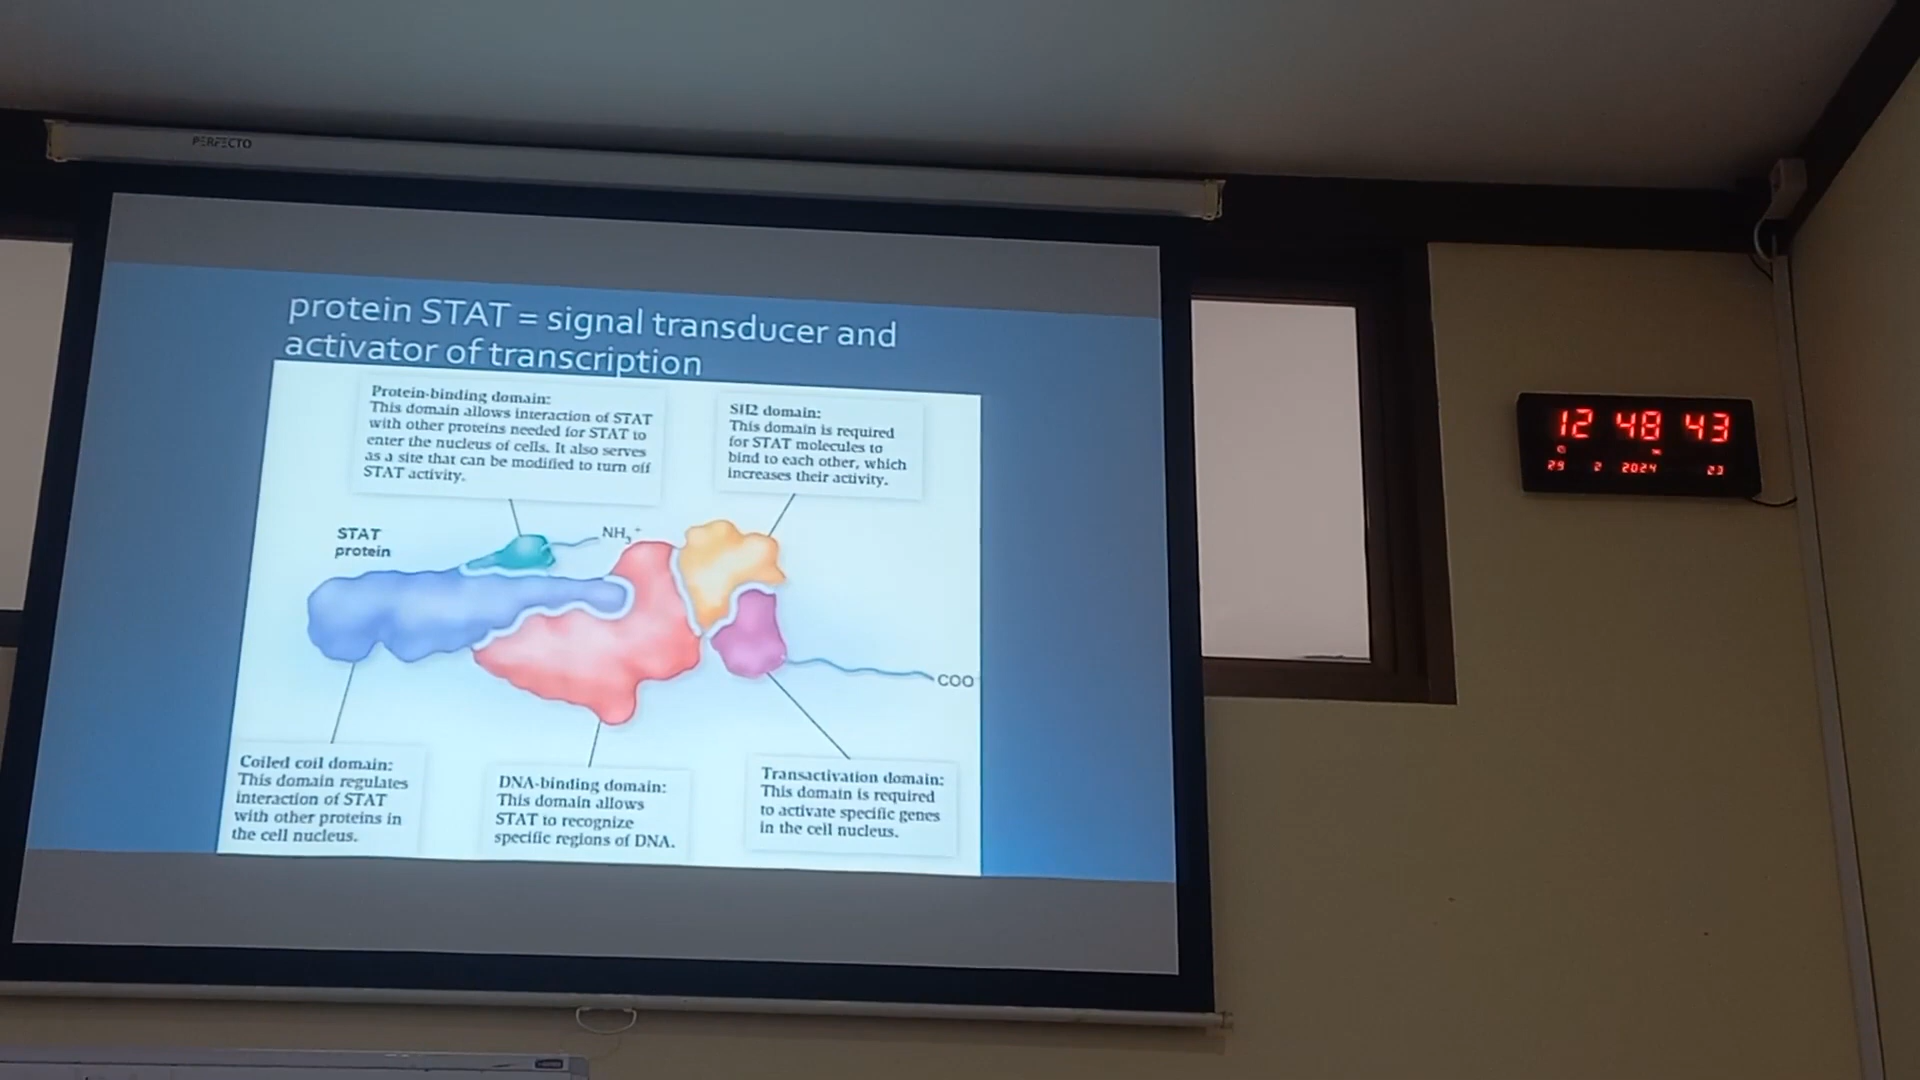 PERFECTO
protein STAT = signal transducer and
activator of transcription
Protein-binding domain:
This domain allows interaction of STAT
with other proteins needed for STAT to
enter the nucleus of cells. It also serves
as a site that can be modified to turn off
STAT activity.
SH2 domain:
This domain is required
for STAT molecules to
bind to each other, which
increases their activity.
STAT
protein
NH3+
COO
Coiled coil domain:
This domain regulates
interaction of STAT
with other proteins in
the cell nucleus.
DNA-binding domain:
This domain allows
STAT to recognize
specific regions of DNA.
Transactivation domain:
This domain is required
to activate specific genes
in the cell nucleus.
12 48 43
29 2 2024 23